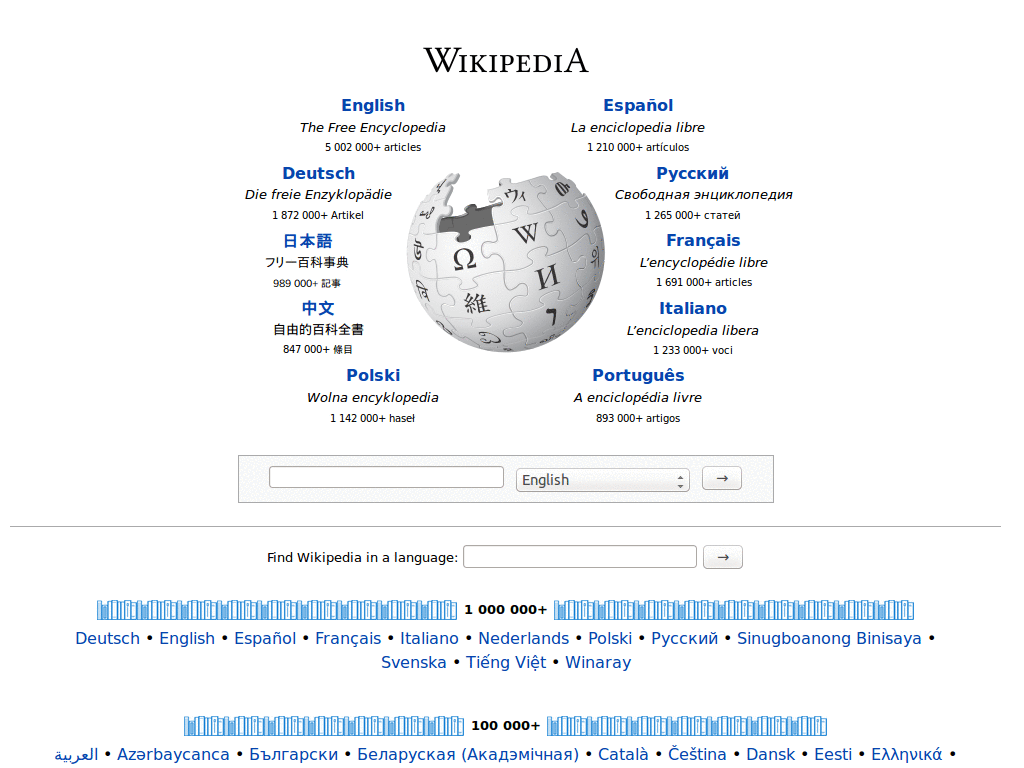 WIKIPEDIA
English
The Free Encyclopedia
5 002 000+ articles
Español
La enciclopedia libre
1 210 000+ artículos
Deutsch
Die freie Enzyklopädie
1 872 000+ Artikel
Русский
Свободная энциклопедия
1 265 000+ статей
日本語
フリー百科事典
989 000+ 記事
Français
L'encyclopédie libre
1 691 000+ articles
中文
自由的百科全書
847 000+ 條目
Italiano
L'enciclopedia libera
1 233 000+ voci
Polski
Wolna encyklopedia
1 142 000+ haseł
Português
A enciclopédia livre
893 000+ artigos
ウィ
W
Ω
И
維
English →
Find Wikipedia in a language: →
1 000 000+
Deutsch • English • Español • Français • Italiano • Nederlands • Polski • Русский • Sinugboanong Binisaya •
Svenska • Tiếng Việt • Winaray
100 000+
العربية • Azərbaycanca • Български • Беларуская (Акадэмічная) • Català • Čeština • Dansk • Eesti • Ελληνικά •